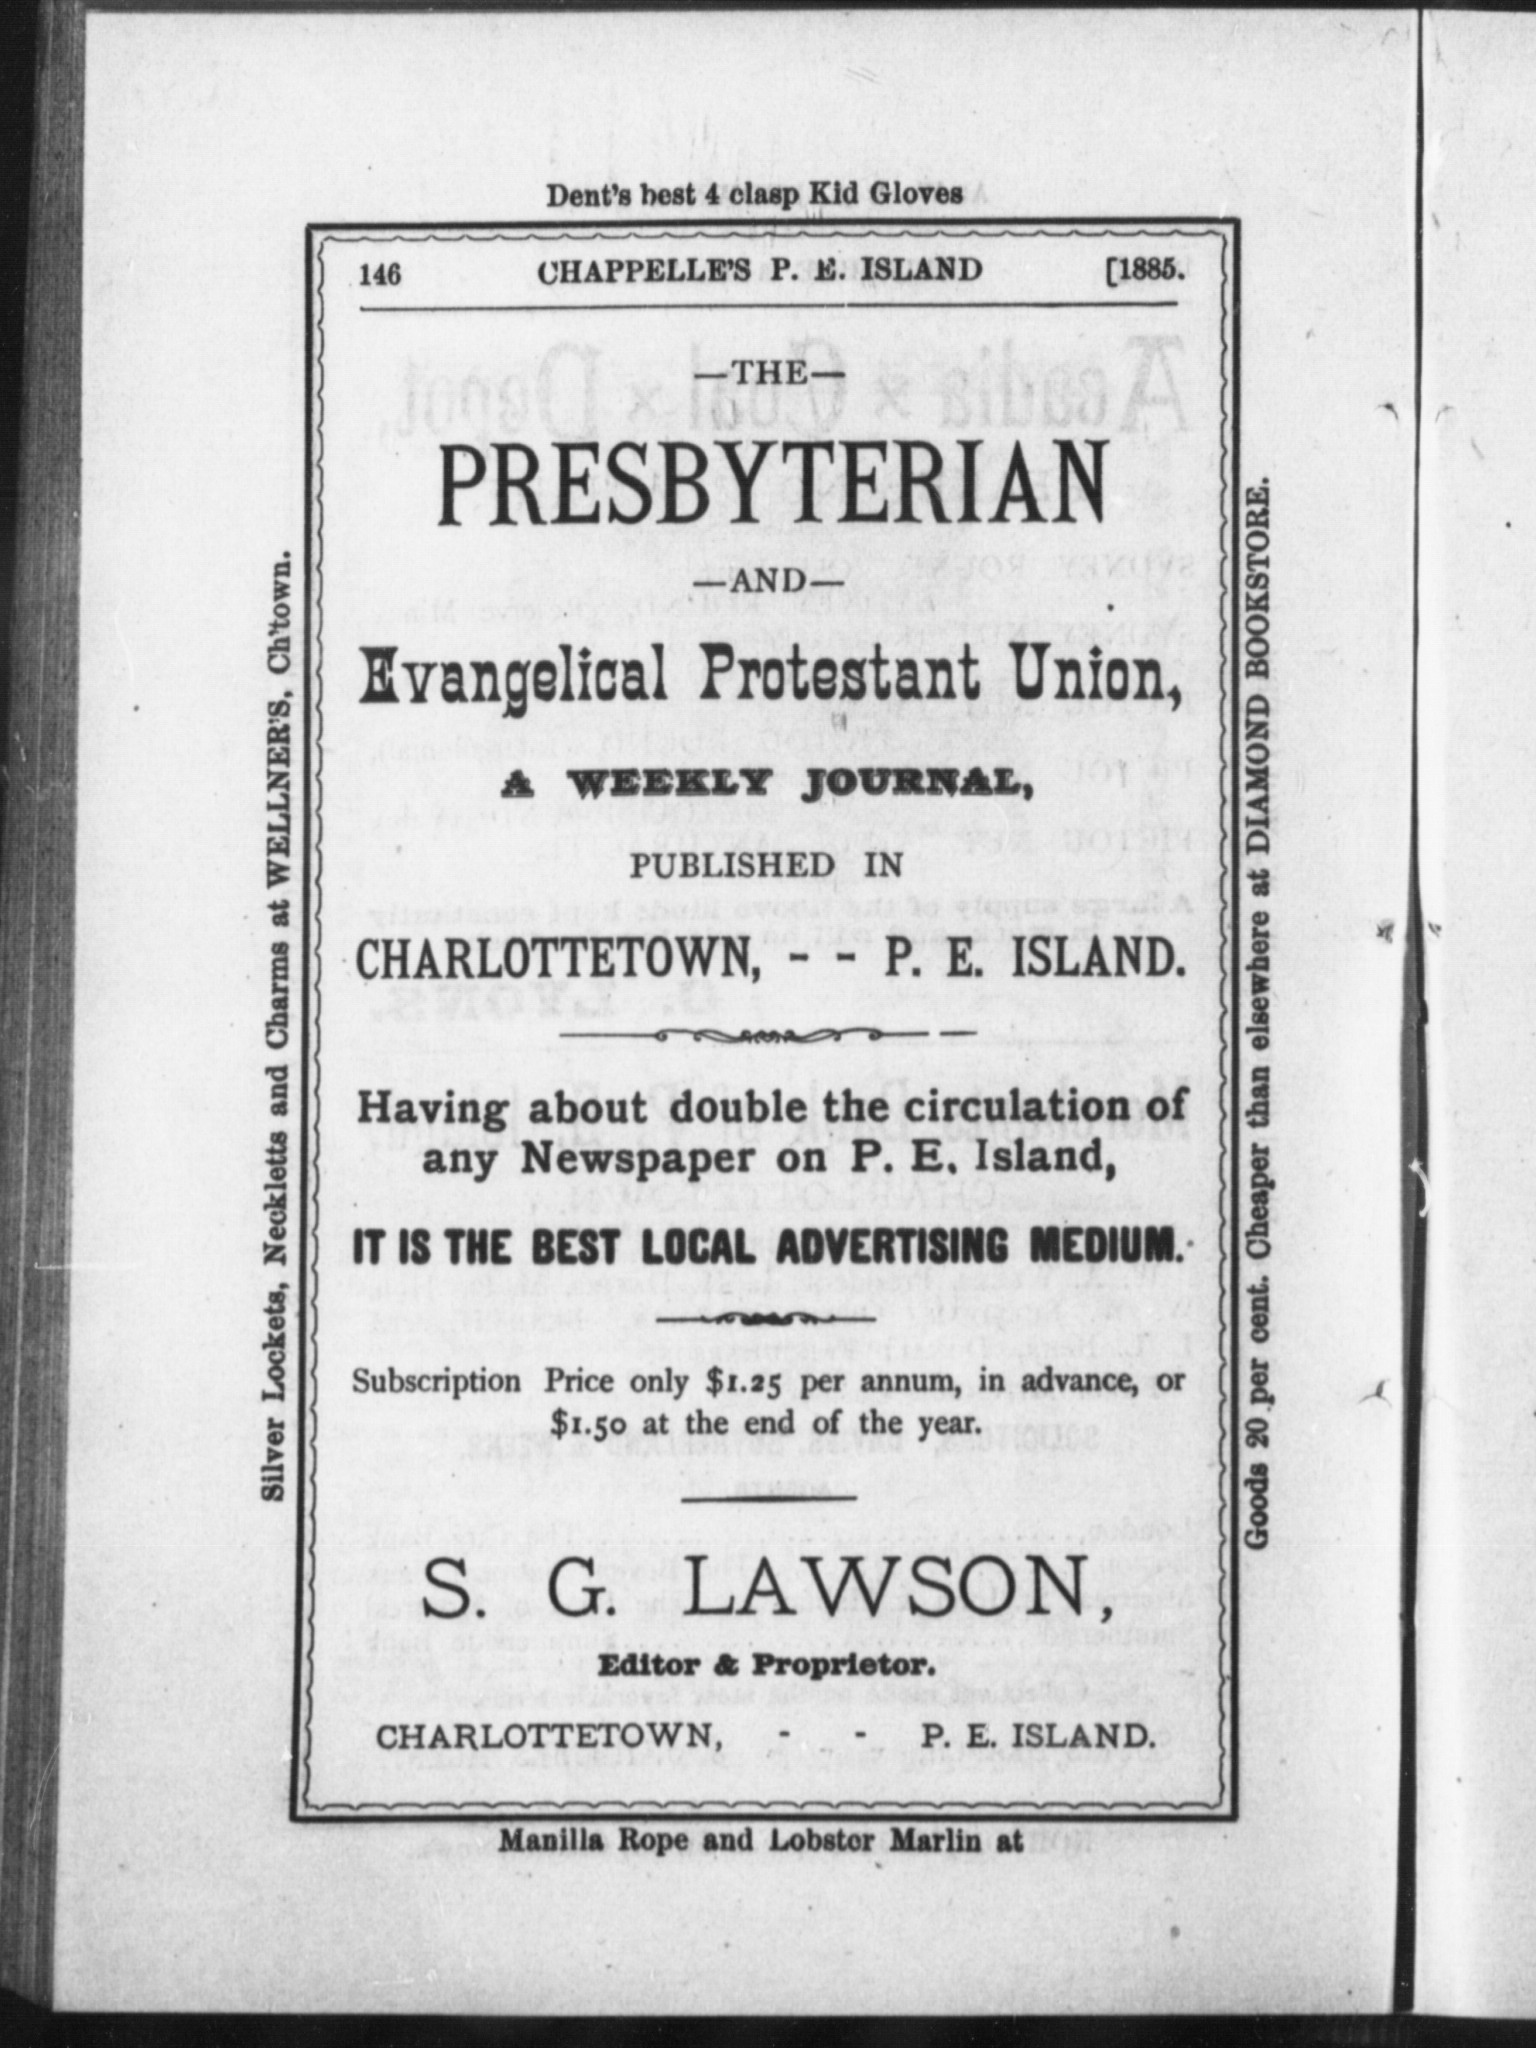 Dent's best 4 clasp Kid Gloves
146 CHAPPELLE'S P. E. ISLAND [1885.
—THE—
PRESBYTERIAN
—AND—
Evangelical Protestant Union,
A WEEKLY JOURNAL,
PUBLISHED IN
CHARLOTTETOWN, - - P. E. ISLAND.
Having about double the circulation of
any Newspaper on P. E. Island,
IT IS THE BEST LOCAL ADVERTISING MEDIUM.
Subscription Price only $1.25 per annum, in advance, or
$1.50 at the end of the year.
S. G. LAWSON,
Editor & Proprietor.
CHARLOTTETOWN, - - P. E. ISLAND.
Manilla Rope and Lobster Marlin at
Silver Lockets, Neckletts and Charms at WELLNER'S, Ch'town.
Goods 20 per cent. Cheaper than elsewhere at DIAMOND BOOKSTORE.